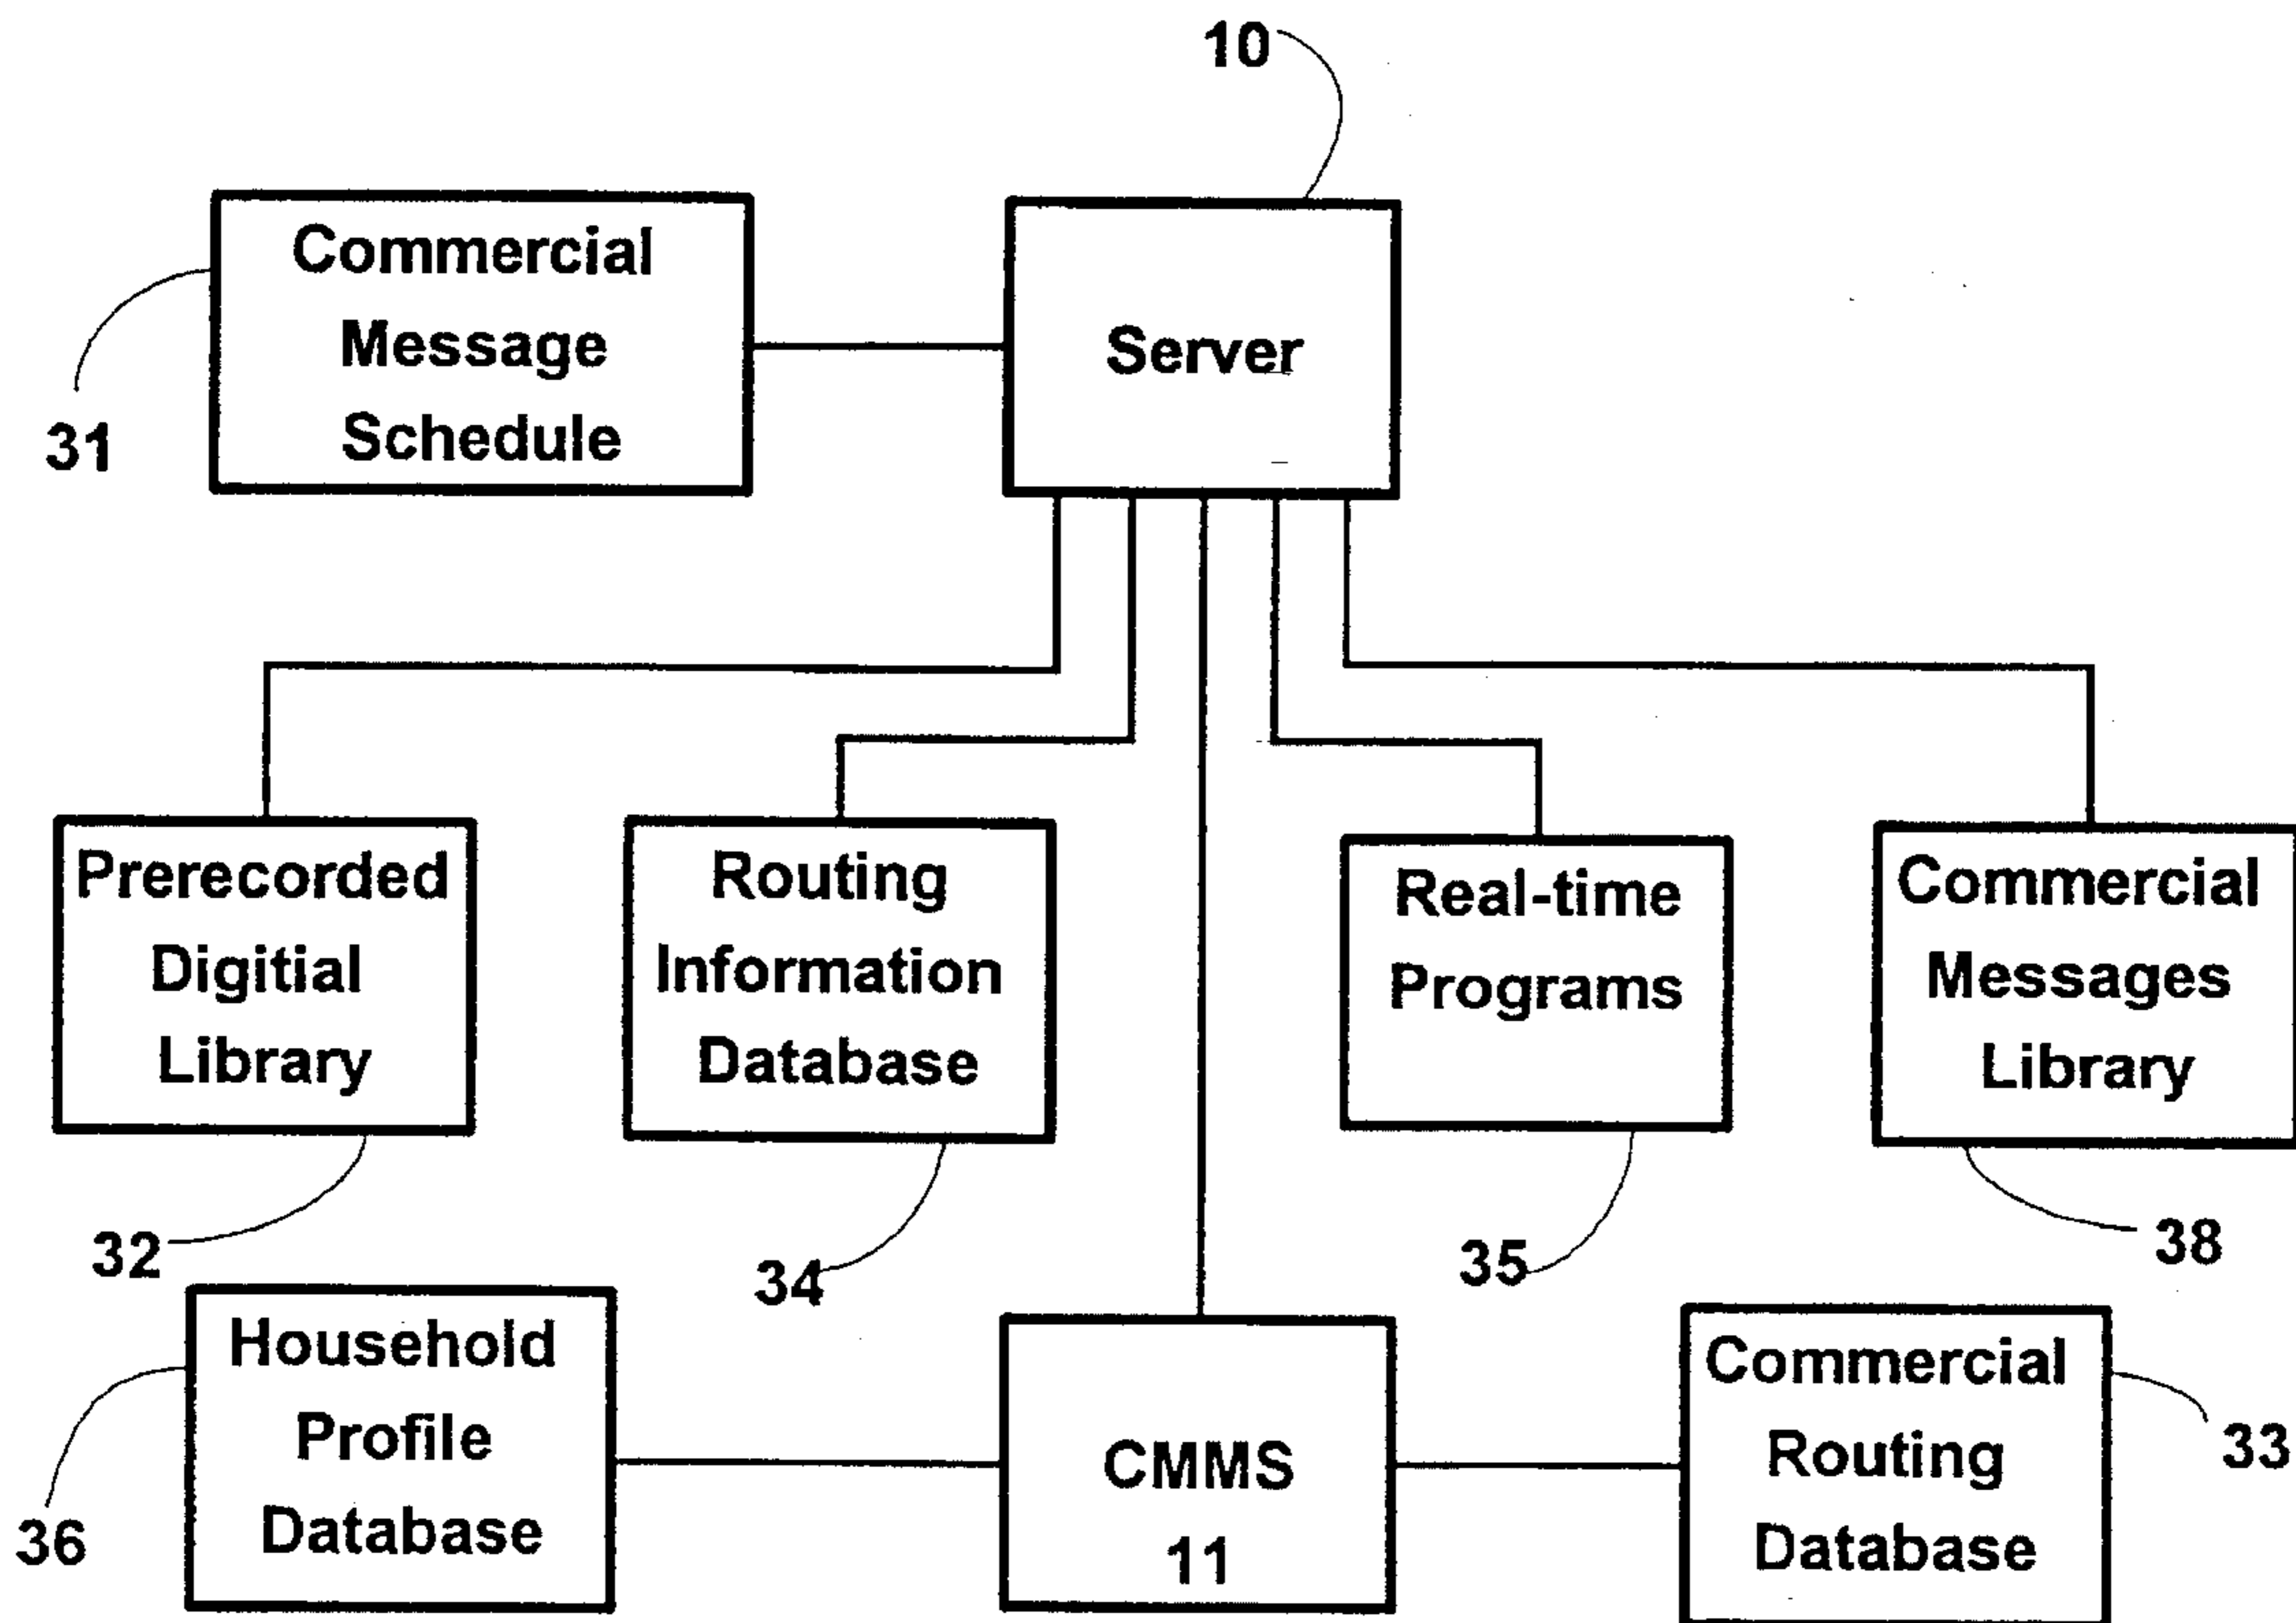 10
Commercial
Message
Schedule
31
Server
Prerecorded
Digitial
Library
32
Routing
Information
Database
34
Real-time
Programs
35
Commercial
Messages
Library
38
Household
Profile
Database
36
CMMS
11
Commercial
Routing
Database
33